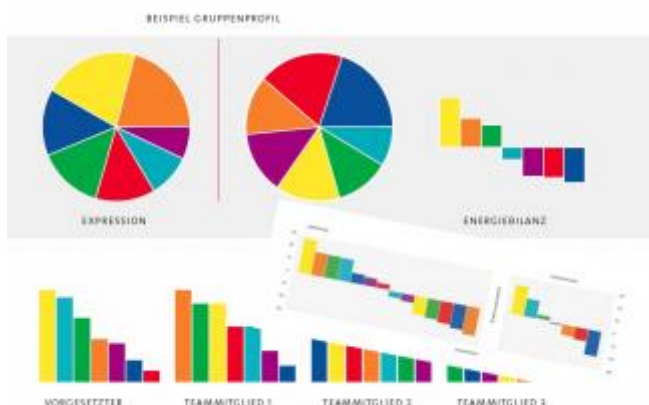 BEISPIEL GRUPPENPROFIL
EXPRESSION
ENERGIEBILANZ
VORGESETZTER
TEAMMITGLIED 1
TEAMMITGLIED 2
TEAMMITGLIED 3